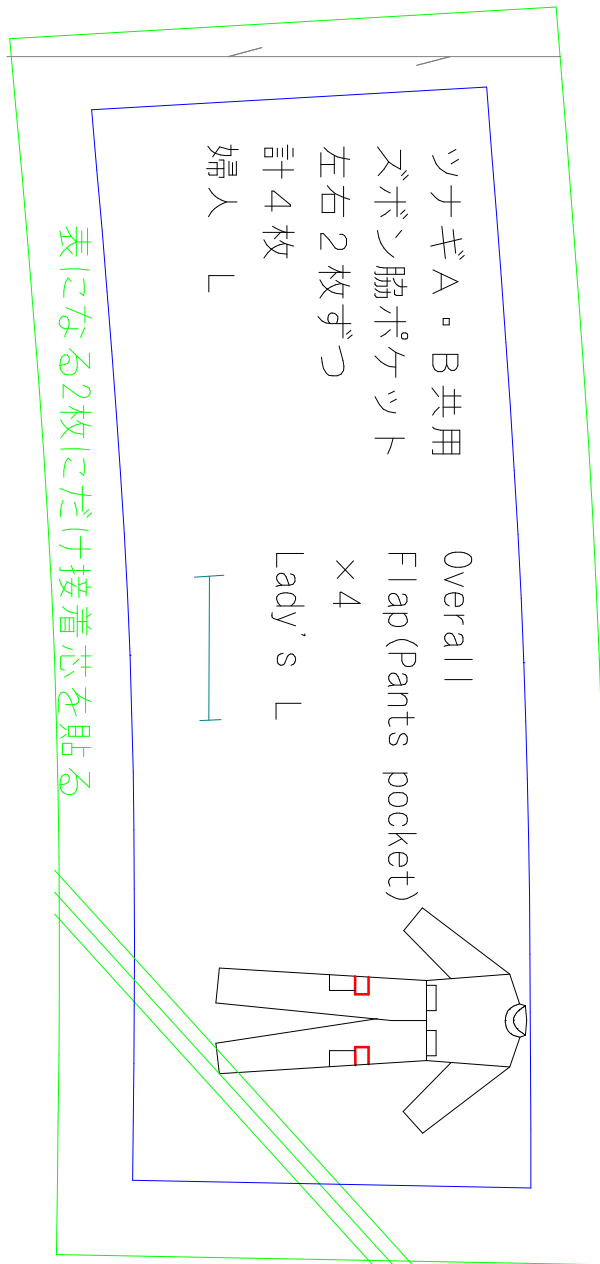 ツナギA・B共用
ズボン脇ポケット
左右2枚ずつ
計4枚
婦人 L
Overall
Flap(Pants pocket)
×4
Lady's L
表になる2枚にだけ接着芯を貼る